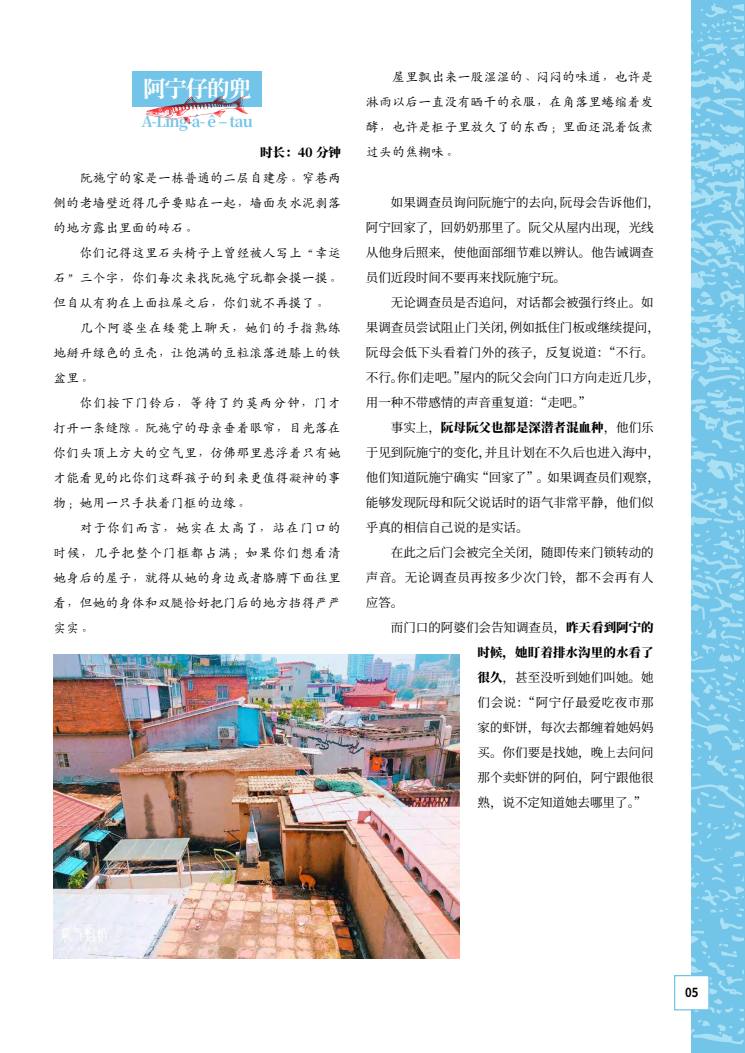 阿宁仔的兜
A-Ling-á-ê-tau
时长：40 分钟
阮施宁的家是一栋普通的二层自建房。窄巷两
侧的老墙壁近得几乎要贴在一起，墙面灰水泥剥落
的地方露出里面的砖石。
你们记得这里石头椅子上曾经被人写上“幸运
石”三个字，你们每次来找阮施宁玩都会摸一摸。
但自从有狗在上面拉屎之后，你们就不再摸了。
几个阿婆坐在矮凳上聊天，她们的手指熟练
地掰开绿色的豆壳，让饱满的豆粒滚落进膝上的铁
盆里。
你们按下门铃后，等待了约莫两分钟，门才
打开一条缝隙。阮施宁的母亲垂着眼帘，目光落在
你们头顶上方大的空气里，仿佛那里悬浮着只有她
才能看见的比你们这群孩子的到来更值得凝神的事
物；她用一只手扶着门框的边缘。
对于你们而言，她实在太高了，站在门口的
时候，几乎把整个门框都占满；如果你们想看清
她身后的屋子，就得从她的身边或者胳膊下面往里
看，但她的身体和双腿恰好把门后的地方挡得严严
实实。
屋里飘出来一股湿湿的、闷闷的味道，也许是
淋雨以后一直没有晒干的衣服，在角落里蜷缩着发
酵，也许是柜子里放久了的东西；里面还混着饭煮
过头的焦糊味。
如果调查员询问阮施宁的去向，阮母会告诉他们，
阿宁回家了，回奶奶那里了。阮父从屋内出现，光线
从他身后照来，使他面部细节难以辨认。他告诫调查
员们近段时间不要再来找阮施宁玩。
无论调查员是否追问，对话都会被强行终止。如
果调查员尝试阻止门关闭，例如抵住门板或继续提问，
阮母会低下头看着门外的孩子，反复说道：“不行。
不行。你们走吧。”屋内的阮父会向门口方向走近几步，
用一种不带感情的声音重复道：“走吧。”
事实上，阮母阮父也都是深潜者混血种，他们乐
于见到阮施宁的变化，并且计划在不久后也进入海中，
他们知道阮施宁确实“回家了”。如果调查员们观察，
能够发现阮母和阮父说话时的语气非常平静，他们似
乎真的相信自己说的是实话。
在此之后门会被完全关闭，随即传来门锁转动的
声音。无论调查员再按多少次门铃，都不会再有人
应答。
而门口的阿婆们会告知调查员，昨天看到阿宁的
时候，她盯着排水沟里的水看了
很久，甚至没听到她们叫她。她
们会说：“阿宁仔最爱吃夜市那
家的虾饼，每次去都缠着她妈妈
买。你们要是找她，晚上去问问
那个卖虾饼的阿伯，阿宁跟他很
熟，说不定知道她去哪里了。”
05